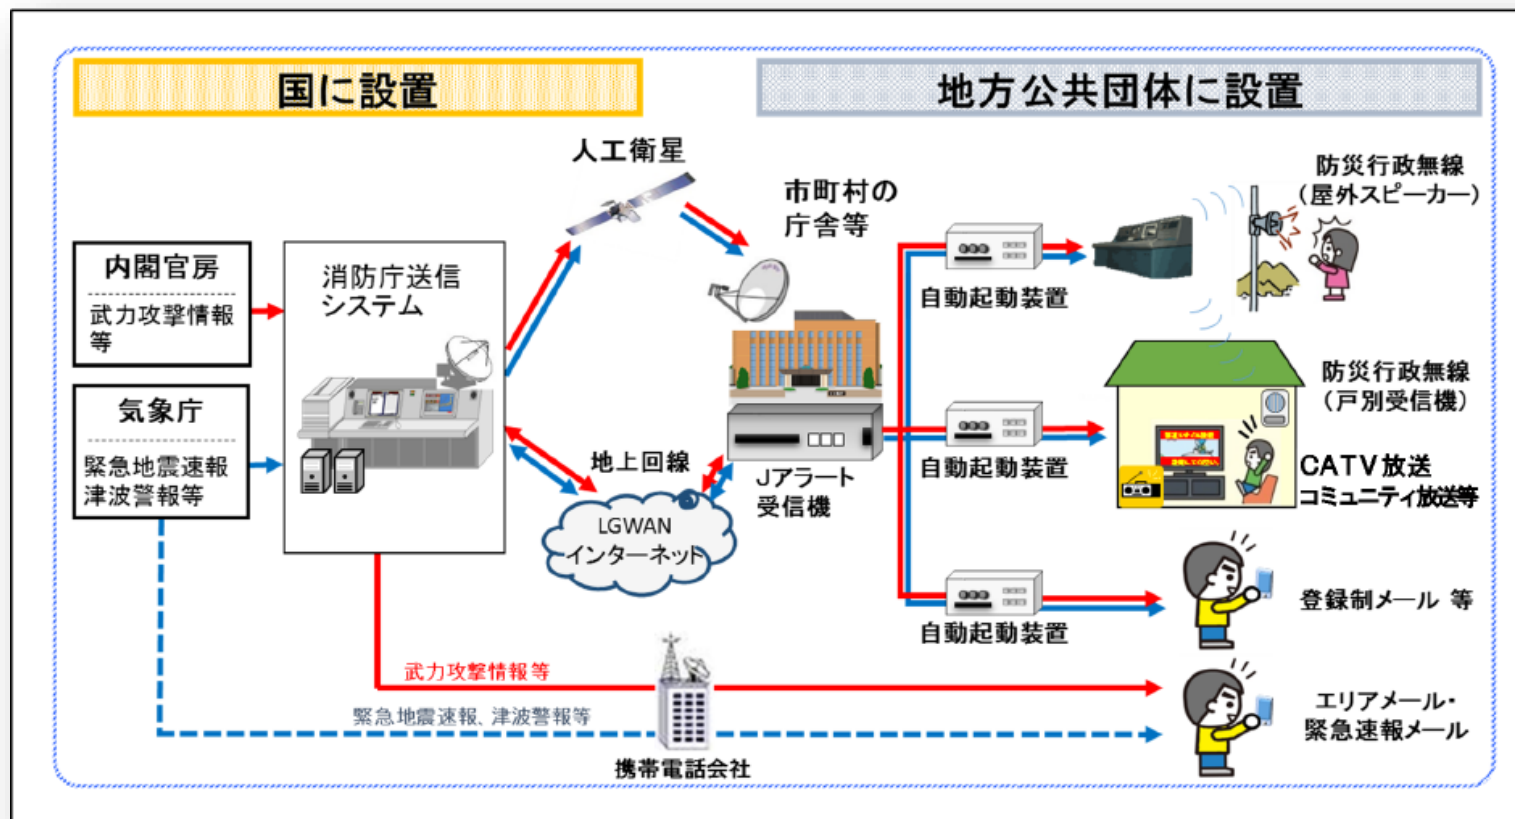 国に設置
地方公共団体に設置
人工衛星
市町村の
庁舎等
防災行政無線
(屋外スピーカー)
内閣官房
武力攻撃情報
等
消防庁送信
システム
自動起動装置
気象庁
緊急地震速報
津波警報等
地上回線
LGWAN
インターネット
Jアラート
受信機
自動起動装置
防災行政無線
(戸別受信機)
CATV放送
コミュニティ放送等
自動起動装置
登録制メール 等
武力攻撃情報等
緊急地震速報、津波警報等
携帯電話会社
エリアメール・
緊急速報メール